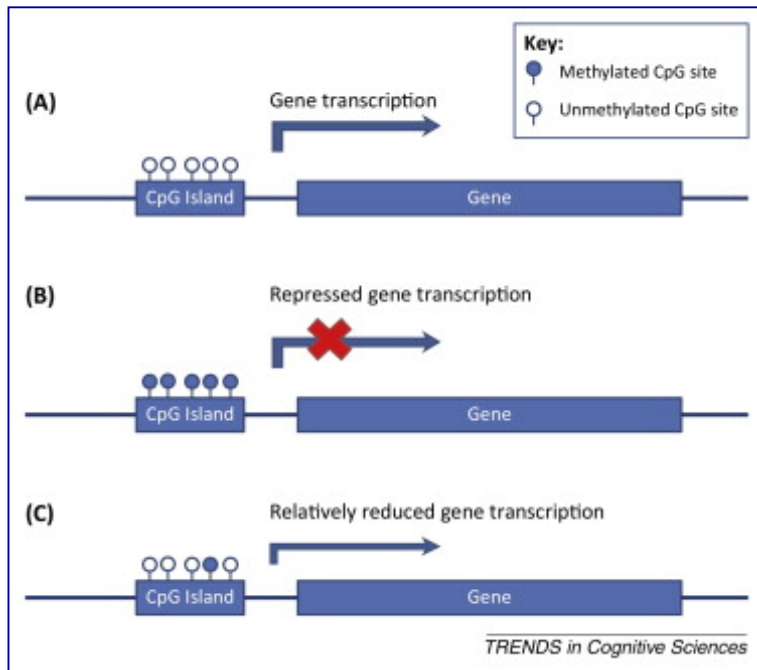 Key:
Methylated CpG site
Unmethylated CpG site
(A)
Gene transcription
CpG Island
Gene
(B)
Repressed gene transcription
CpG Island
Gene
(C)
Relatively reduced gene transcription
CpG Island
Gene
TRENDS in Cognitive Sciences